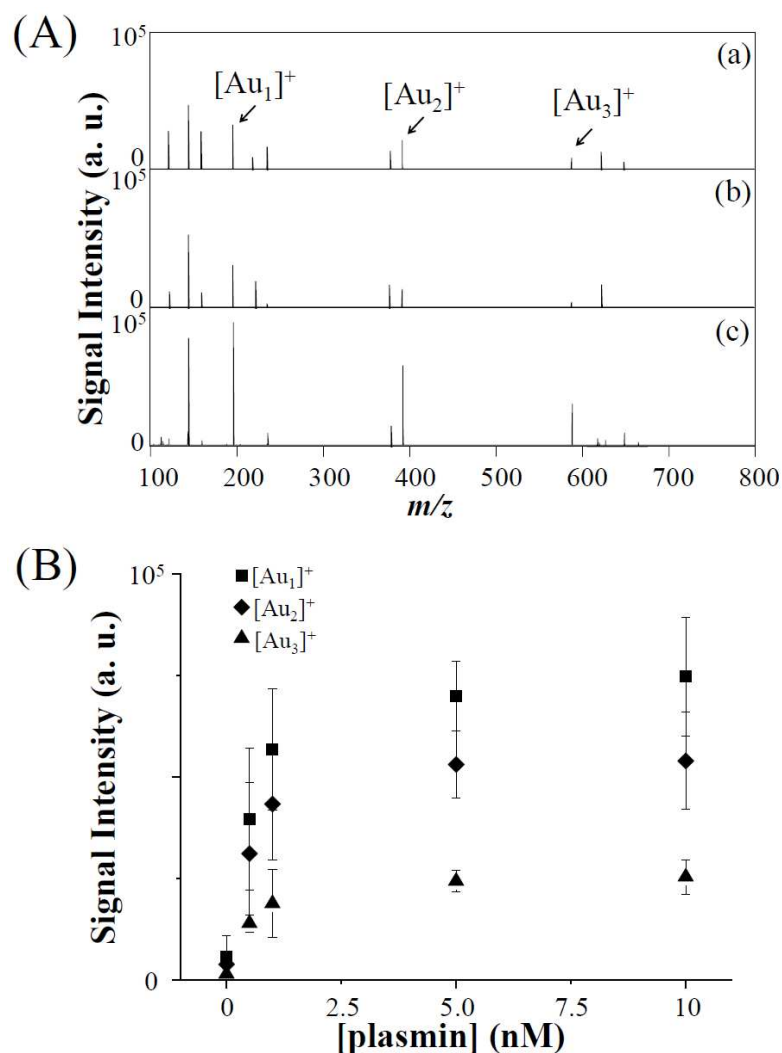 (A)
10⁵
(a)
[Au₁]⁺
[Au₂]⁺
[Au₃]⁺
0
10⁵
(b)
0
10⁵
(c)
0
Signal Intensity (a. u.)
100 200 300 400 500 600 700 800
m/z
(B)
10⁵
[Au₁]⁺
[Au₂]⁺
[Au₃]⁺
Signal Intensity (a. u.)
0
0 2.5 5.0 7.5 10
[plasmin] (nM)